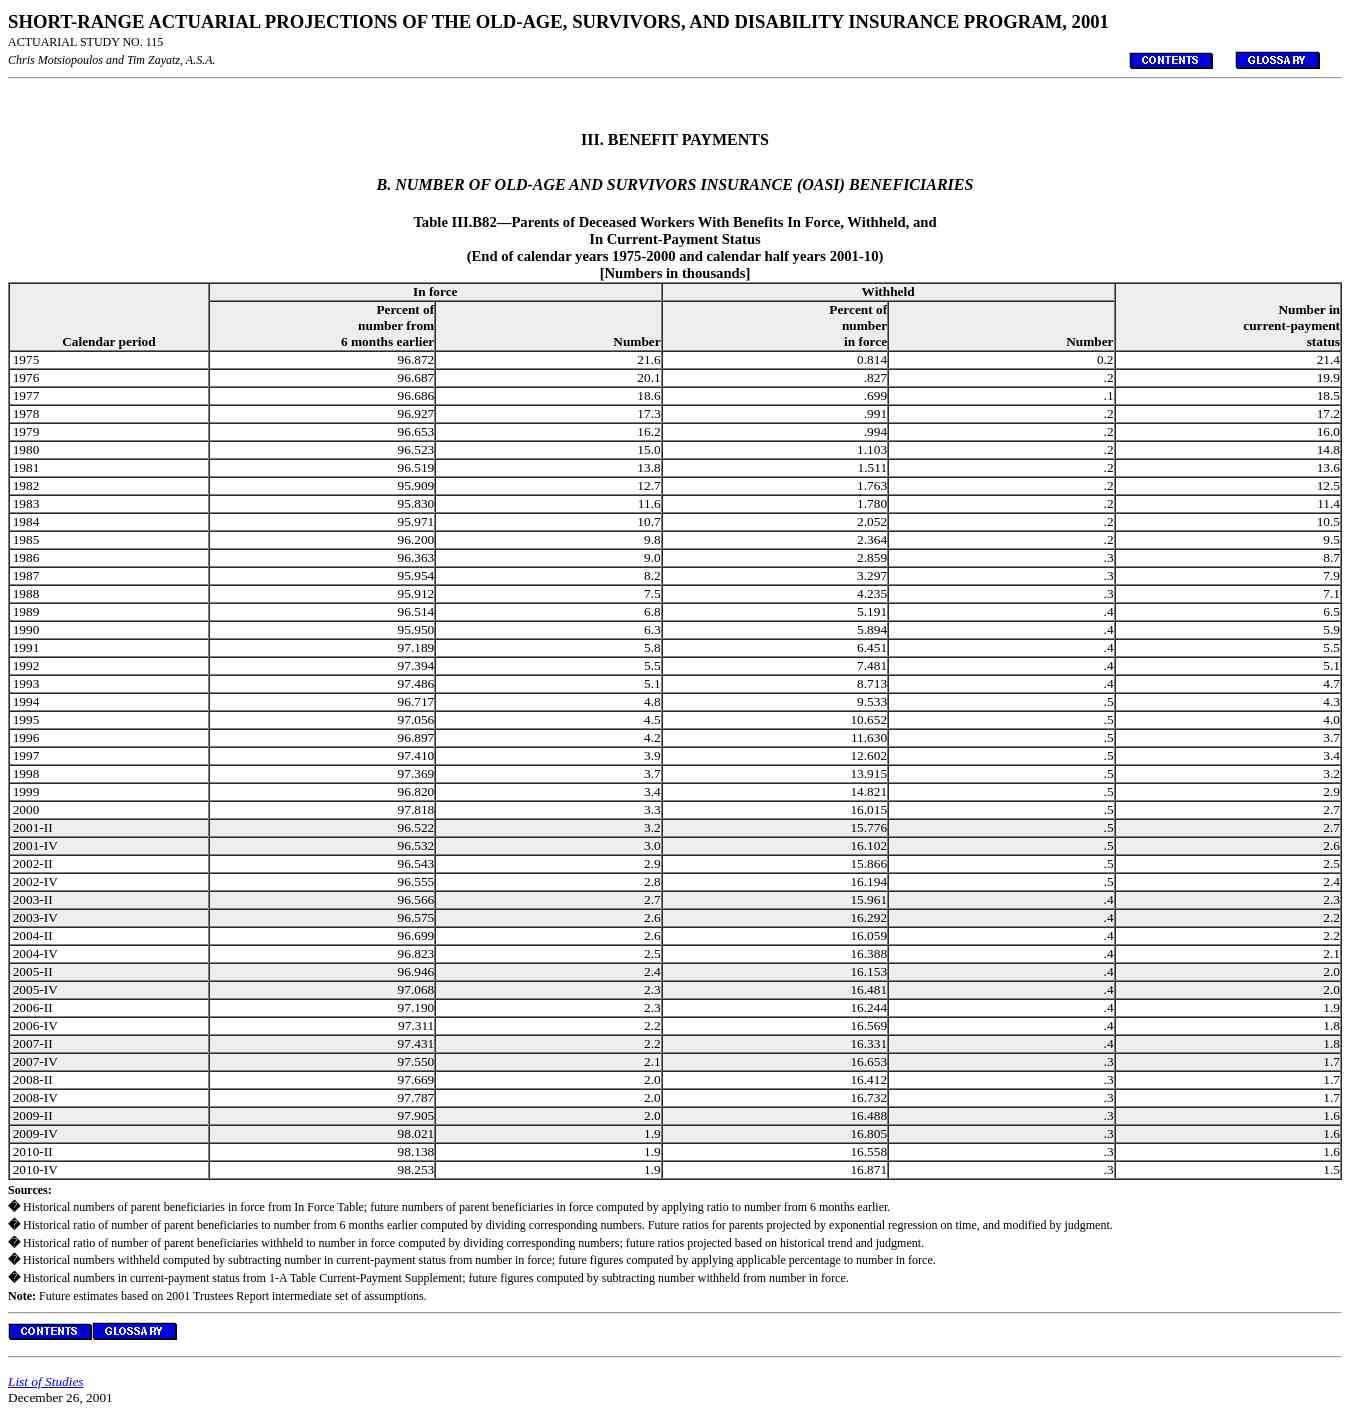 SHORT-RANGE ACTUARIAL PROJECTIONS OF THE OLD-AGE, SURVIVORS, AND DISABILITY INSURANCE PROGRAM, 2001
ACTUARIAL STUDY NO. 115
Chris Motsiopoulos and Tim Zayatz, A.S.A. CONTENTS GLOSSARY
III. BENEFIT PAYMENTS
B. NUMBER OF OLD-AGE AND SURVIVORS INSURANCE (OASI) BENEFICIARIES
Table III.B82—Parents of Deceased Workers With Benefits In Force, Withheld, and
In Current-Payment Status
(End of calendar years 1975-2000 and calendar half years 2001-10)
[Numbers in thousands]
Calendar period In force Withheld Number in current-payment status
Percent of number from 6 months earlier Number Percent of number in force Number
1975 96.872 21.6 0.814 0.2 21.4
1976 96.687 20.1 .827 .2 19.9
1977 96.686 18.6 .699 .1 18.5
1978 96.927 17.3 .991 .2 17.2
1979 96.653 16.2 .994 .2 16.0
1980 96.523 15.0 1.103 .2 14.8
1981 96.519 13.8 1.511 .2 13.6
1982 95.909 12.7 1.763 .2 12.5
1983 95.830 11.6 1.780 .2 11.4
1984 95.971 10.7 2.052 .2 10.5
1985 96.200 9.8 2.364 .2 9.5
1986 96.363 9.0 2.859 .3 8.7
1987 95.954 8.2 3.297 .3 7.9
1988 95.912 7.5 4.235 .3 7.1
1989 96.514 6.8 5.191 .4 6.5
1990 95.950 6.3 5.894 .4 5.9
1991 97.189 5.8 6.451 .4 5.5
1992 97.394 5.5 7.481 .4 5.1
1993 97.486 5.1 8.713 .4 4.7
1994 96.717 4.8 9.533 .5 4.3
1995 97.056 4.5 10.652 .5 4.0
1996 96.897 4.2 11.630 .5 3.7
1997 97.410 3.9 12.602 .5 3.4
1998 97.369 3.7 13.915 .5 3.2
1999 96.820 3.4 14.821 .5 2.9
2000 97.818 3.3 16.015 .5 2.7
2001-II 96.522 3.2 15.776 .5 2.7
2001-IV 96.532 3.0 16.102 .5 2.6
2002-II 96.543 2.9 15.866 .5 2.5
2002-IV 96.555 2.8 16.194 .5 2.4
2003-II 96.566 2.7 15.961 .4 2.3
2003-IV 96.575 2.6 16.292 .4 2.2
2004-II 96.699 2.6 16.059 .4 2.2
2004-IV 96.823 2.5 16.388 .4 2.1
2005-II 96.946 2.4 16.153 .4 2.0
2005-IV 97.068 2.3 16.481 .4 2.0
2006-II 97.190 2.3 16.244 .4 1.9
2006-IV 97.311 2.2 16.569 .4 1.8
2007-II 97.431 2.2 16.331 .4 1.8
2007-IV 97.550 2.1 16.653 .3 1.7
2008-II 97.669 2.0 16.412 .3 1.7
2008-IV 97.787 2.0 16.732 .3 1.7
2009-II 97.905 2.0 16.488 .3 1.6
2009-IV 98.021 1.9 16.805 .3 1.6
2010-II 98.138 1.9 16.558 .3 1.6
2010-IV 98.253 1.9 16.871 .3 1.5
Sources:
� Historical numbers of parent beneficiaries in force from In Force Table; future numbers of parent beneficiaries in force computed by applying ratio to number from 6 months earlier.
� Historical ratio of number of parent beneficiaries to number from 6 months earlier computed by dividing corresponding numbers. Future ratios for parents projected by exponential regression on time, and modified by judgment.
� Historical ratio of number of parent beneficiaries withheld to number in force computed by dividing corresponding numbers; future ratios projected based on historical trend and judgment.
� Historical numbers withheld computed by subtracting number in current-payment status from number in force; future figures computed by applying applicable percentage to number in force.
� Historical numbers in current-payment status from 1-A Table Current-Payment Supplement; future figures computed by subtracting number withheld from number in force.
Note: Future estimates based on 2001 Trustees Report intermediate set of assumptions.
CONTENTS GLOSSARY
List of Studies
December 26, 2001